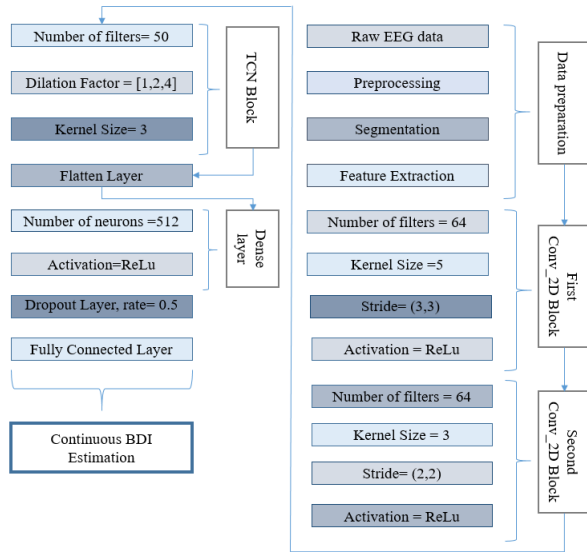 Number of filters= 50
Dilation Factor = [1,2,4]
Kernel Size= 3
TCN Block
Flatten Layer
Number of neurons =512
Activation=ReLu
Dense
layer
Dropout Layer, rate= 0.5
Fully Connected Layer
Continuous BDI
Estimation
Raw EEG data
Preprocessing
Segmentation
Feature Extraction
Data preparation
Number of filters = 64
Kernel Size =5
Stride= (3,3)
Activation = ReLu
First
Conv_2D Block
Number of filters = 64
Kernel Size = 3
Stride= (2,2)
Activation = ReLu
Second
Conv_2D Block